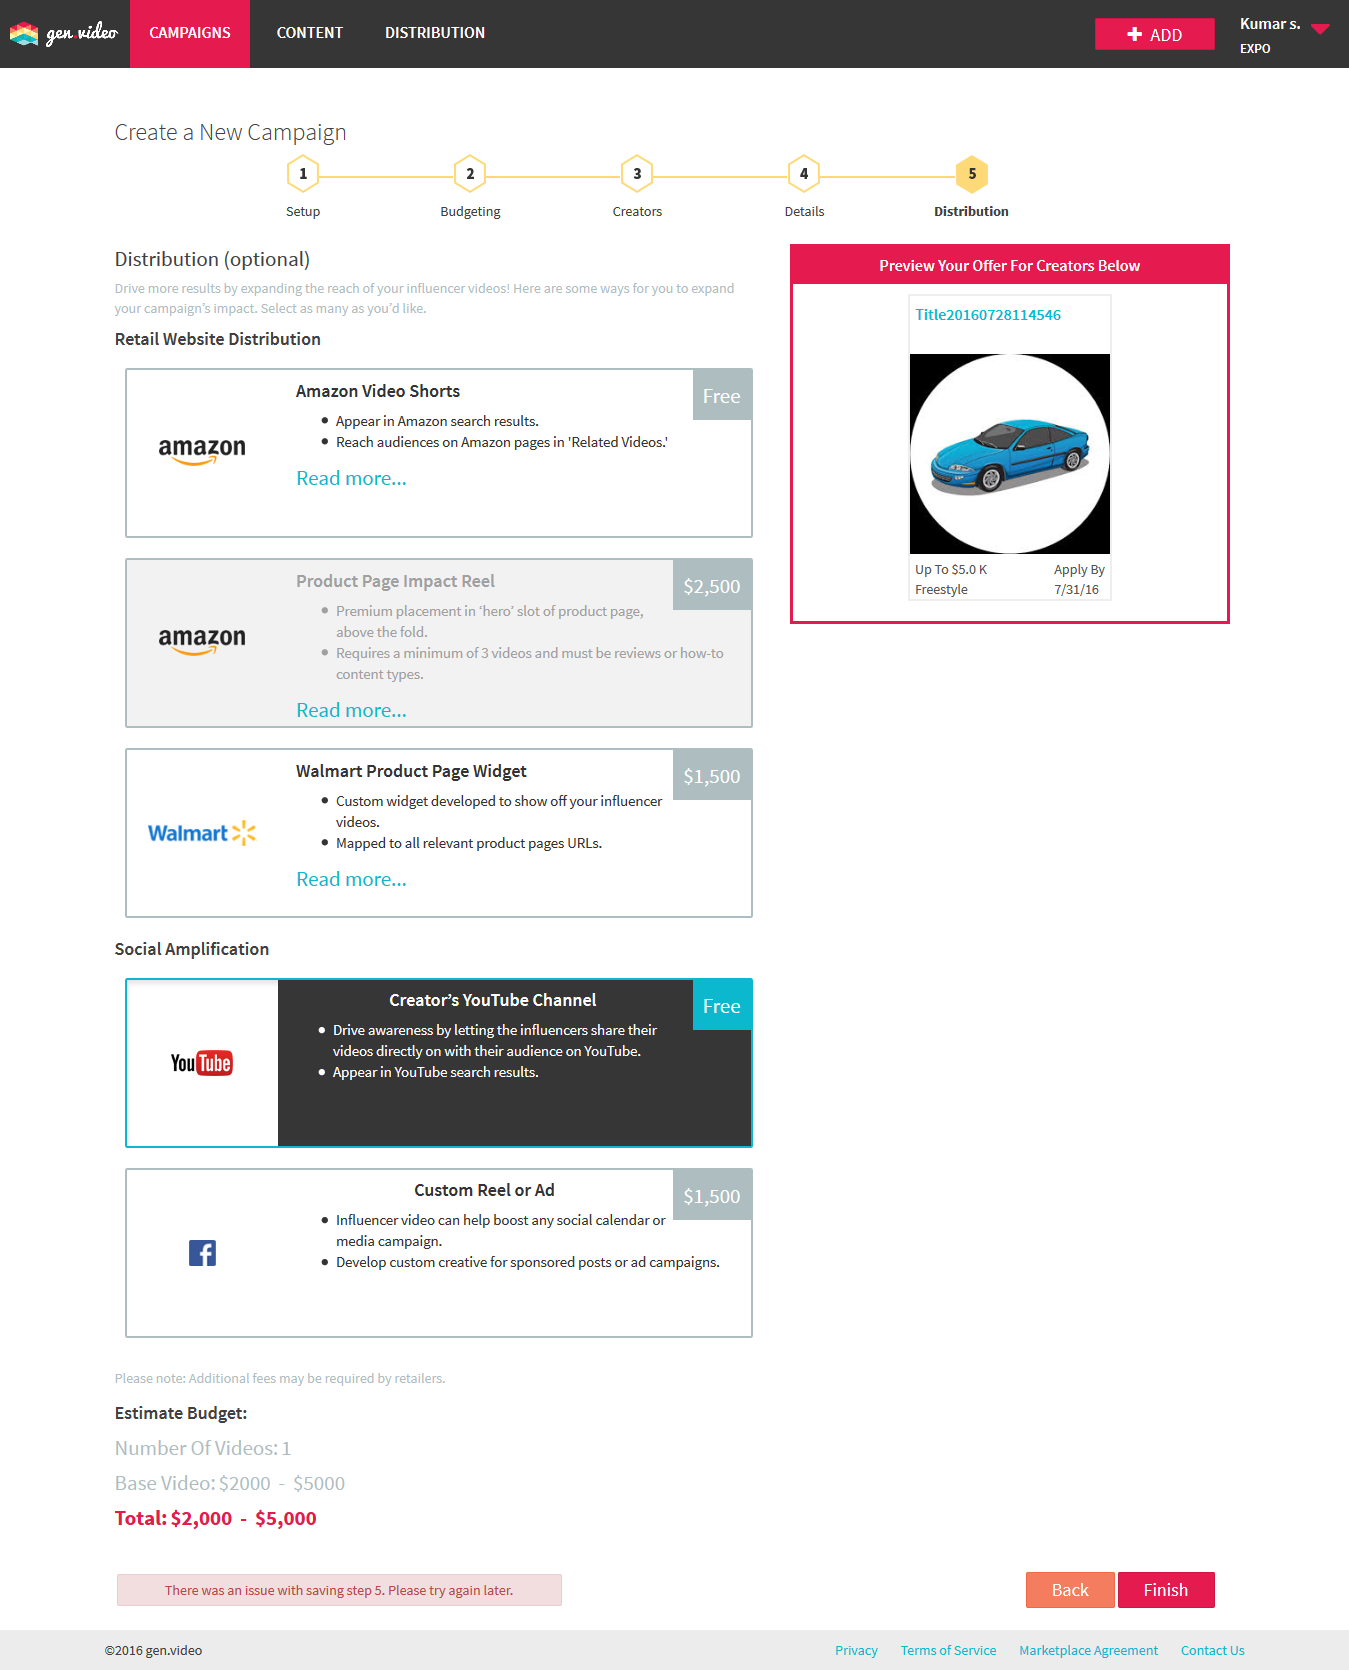 gen.video
CAMPAIGNS
CONTENT
DISTRIBUTION
ADD
Kumar s.
EXPO
Create a New Campaign
1
2
3
4
5
Setup
Budgeting
Creators
Details
Distribution
Distribution (optional)
Drive more results by expanding the reach of your influencer videos! Here are some ways for you to expand
your campaign's impact. Select as many as you'd like.
Retail Website Distribution
amazon
Amazon Video Shorts
Free
Appear in Amazon search results.
Reach audiences on Amazon pages in 'Related Videos.'
Read more...
amazon
Product Page Impact Reel
$2,500
Premium placement in ‘hero’ slot of product page,
above the fold.
Requires a minimum of 3 videos and must be reviews or how-to
content types.
Read more...
Walmart
Walmart Product Page Widget
$1,500
Custom widget developed to show off your influencer
videos.
Mapped to all relevant product pages URLs.
Read more...
Social Amplification
YouTube
Creator’s YouTube Channel
Free
Drive awareness by letting the influencers share their
videos directly on with their audience on YouTube.
Appear in YouTube search results.
f
Custom Reel or Ad
$1,500
Influencer video can help boost any social calendar or
media campaign.
Develop custom creative for sponsored posts or ad campaigns.
Please note: Additional fees may be required by retailers.
Estimate Budget:
Number Of Videos: 1
Base Video: $2000 - $5000
Total: $2,000 - $5,000
There was an issue with saving step 5. Please try again later.
Back
Finish
Preview Your Offer For Creators Below
Title20160728114546
Up To $5.0 K
Apply By
Freestyle
7/31/16
©2016 gen.video
Privacy
Terms of Service
Marketplace Agreement
Contact Us